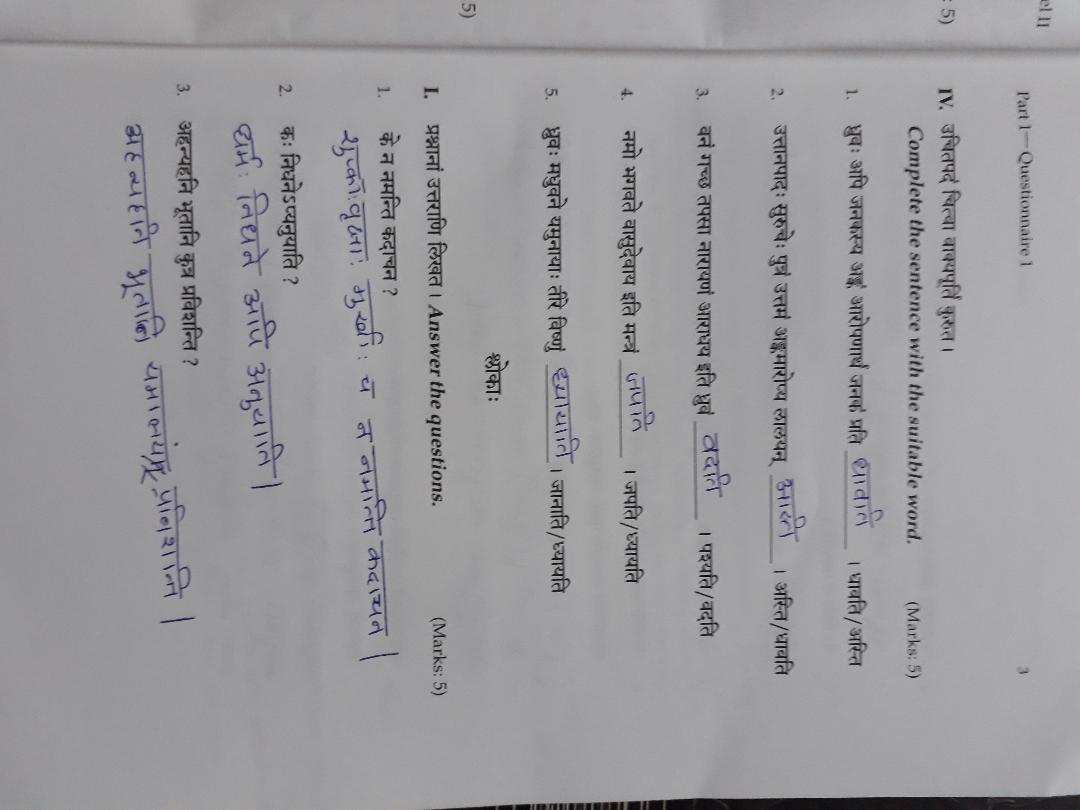 el II
Part 1—Questionnaire 1 3
: 5)
IV. उचितपदं चित्वा वाक्यपूर्तिं कुरुत ।
Complete the sentence with the suitable word. (Marks: 5)
1. ध्रुवः अपि जनकस्य अङ्कं आरोपणार्थं जनकं प्रति धावति । धावति/अस्ति
2. उत्तानपादः सुरुचेः पुत्रं उत्तमं अङ्कमारोप्य लालयन् अस्ति । अस्ति/धावति
3. वनं गच्छ तपसा नारायणं आराधय इति ध्रुवं वदति । पश्यति/वदति
4. नमो भगवते वासुदेवाय इति मन्त्रं जपति । जपति/ध्यायति
5. ध्रुवः मधुवने यमुनायाः तीरे विष्णुं ध्यायति । जानाति/ध्यायति
श्लोकाः
5)
I. प्रश्नानां उत्तराणि लिखत । Answer the questions. (Marks: 5)
1. के न नमन्ति कदाचन ?
शुष्काःवृक्षाः मुर्खाः च न नमन्ति कदाचन |
2. कः निधनेऽप्यनुयाति ?
धर्मः निधने अपि अनुयाति |
3. अहन्यहनि भूतानि कुत्र प्रविशन्ति ?
अहन्यहनि भूतानि यमालयं प्रविशन्ति |